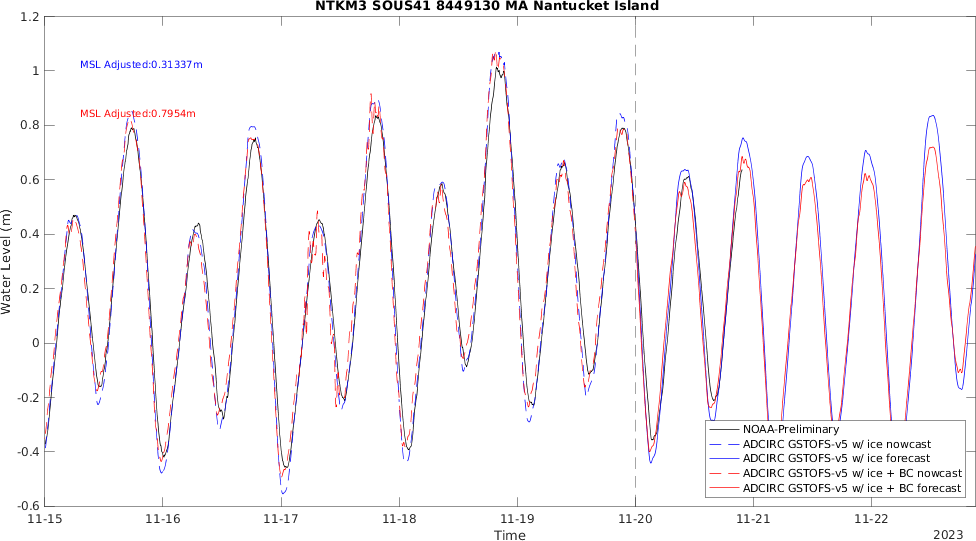 NTKM3 SOUS41 8449130 MA Nantucket Island
1.2
1
0.8
0.6
0.4
0.2
0
-0.2
-0.4
-0.6
Water Level (m)
MSL Adjusted:0.31337m
MSL Adjusted:0.7954m
NOAA-Preliminary
ADCIRC GSTOFS-v5 w/ ice nowcast
ADCIRC GSTOFS-v5 w/ ice forecast
ADCIRC GSTOFS-v5 w/ ice + BC nowcast
ADCIRC GSTOFS-v5 w/ ice + BC forecast
11-15 11-16 11-17 11-18 11-19 11-20 11-21 11-22
Time
2023